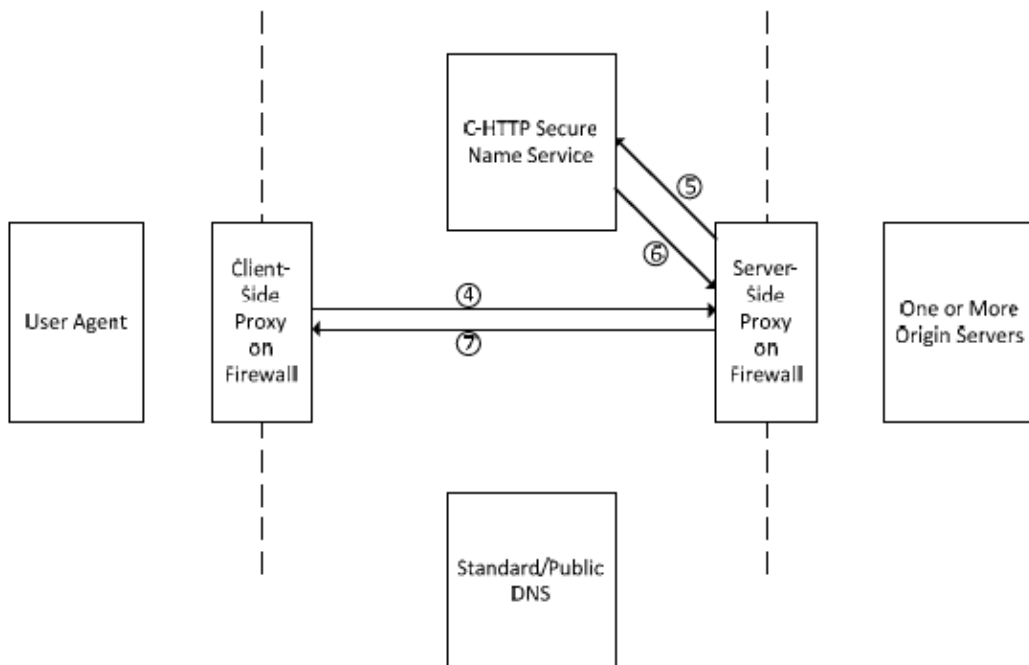 C-HTTP Secure
Name Service
⑤
⑥
User Agent
Client-
Side
Proxy
on
Firewall
④
⑦
Server-
Side
Proxy
on
Firewall
One or More
Origin Servers
Standard/Public
DNS